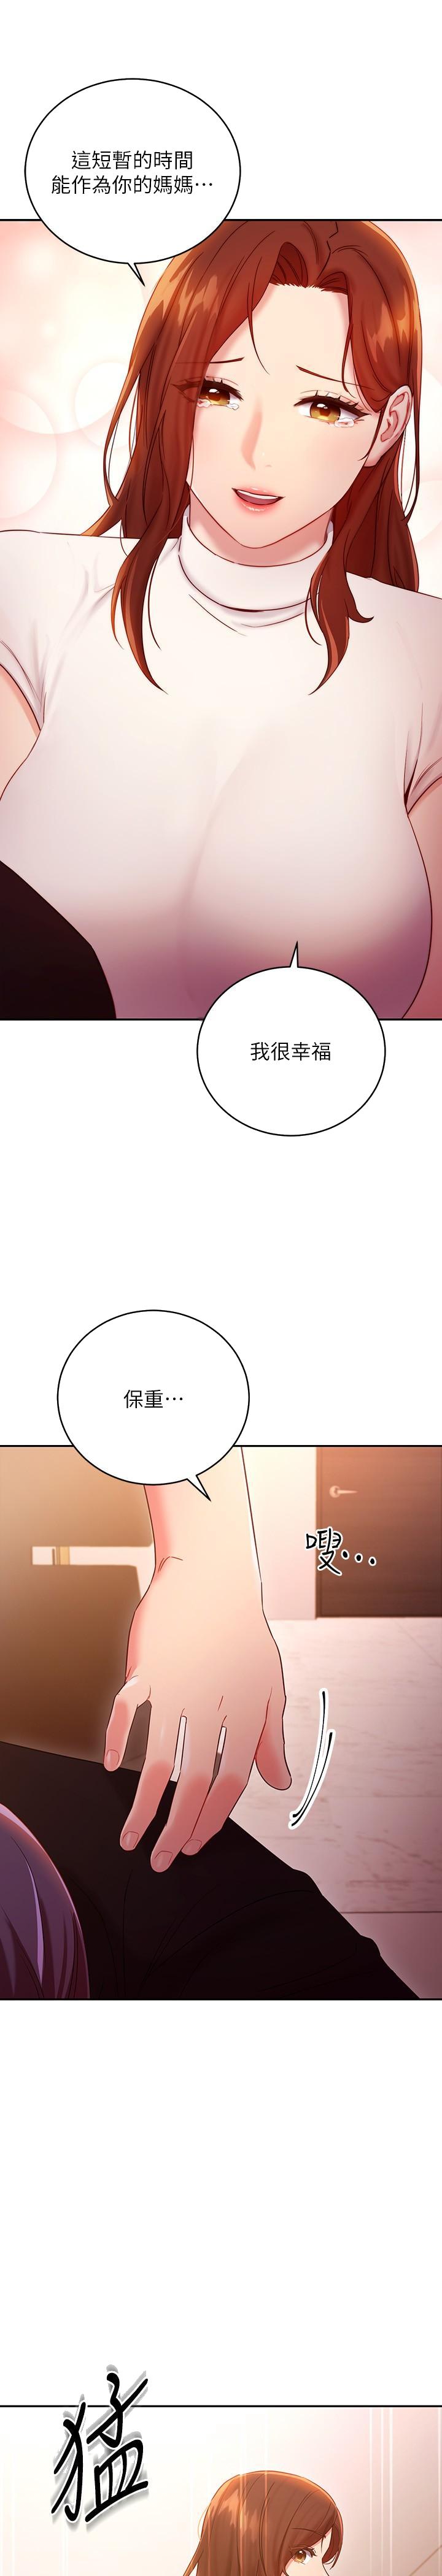 這短暫的時間
能作為你的媽媽⋯
我很幸福
保重⋯
嗖⋯
猛